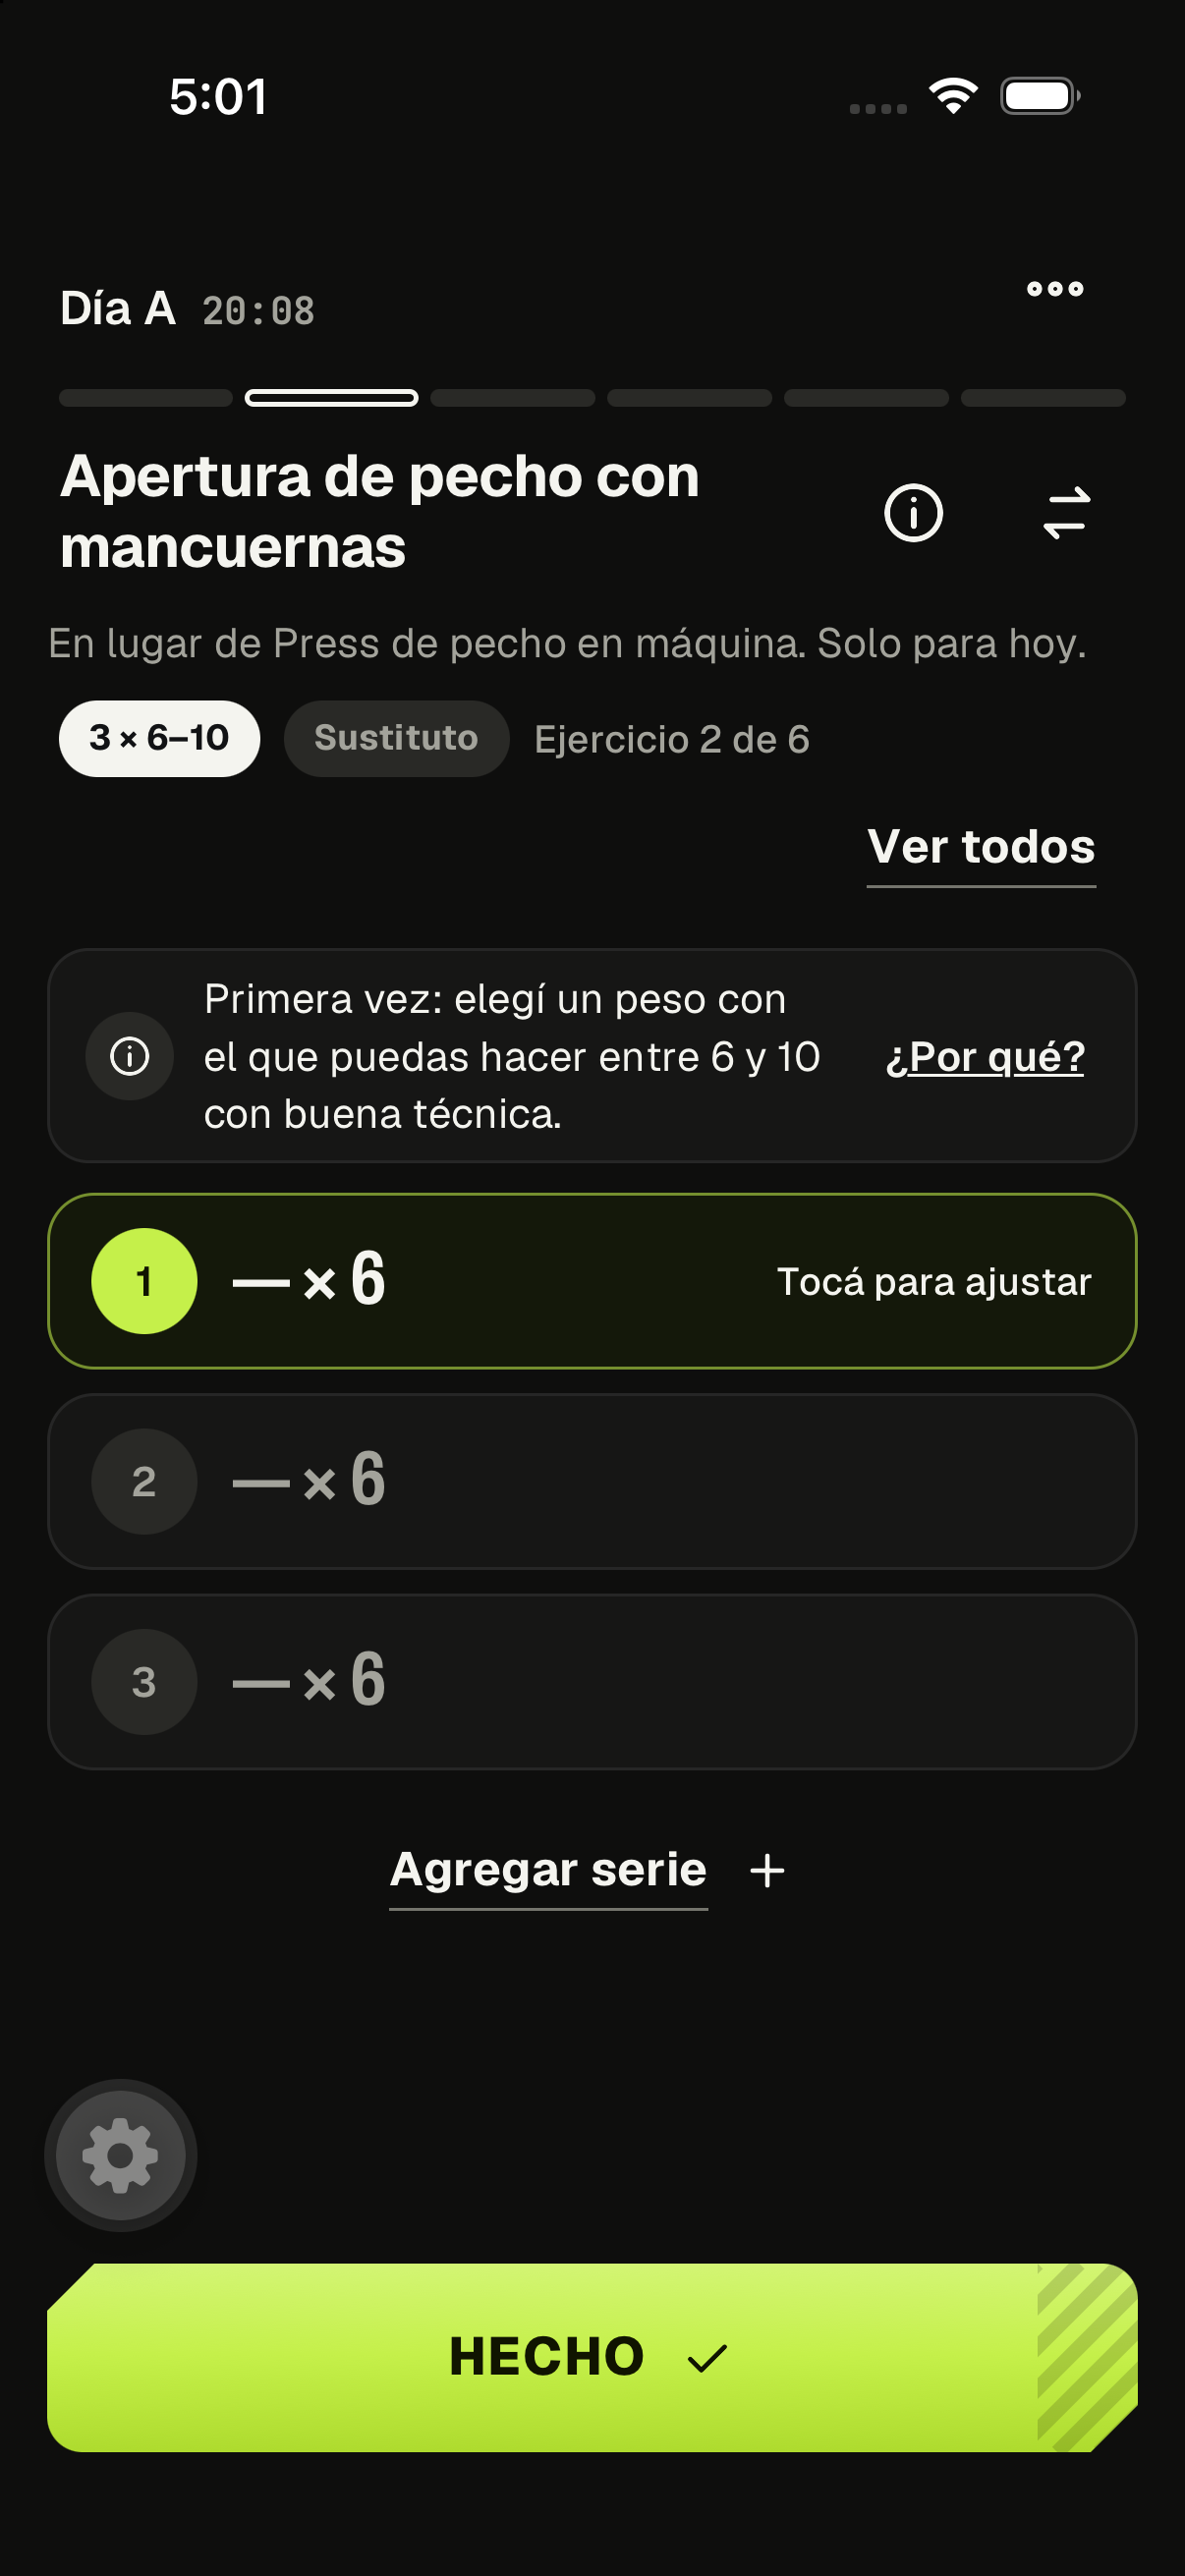 5:01
Día A 20:08
Apertura de pecho con
mancuernas
En lugar de Press de pecho en máquina. Solo para hoy.
3 × 6–10 Sustituto Ejercicio 2 de 6
Ver todos
Primera vez: elegí un peso con
el que puedas hacer entre 6 y 10
con buena técnica.
¿Por qué?
1 — × 6 Tocá para ajustar
2 — × 6
3 — × 6
Agregar serie +
HECHO